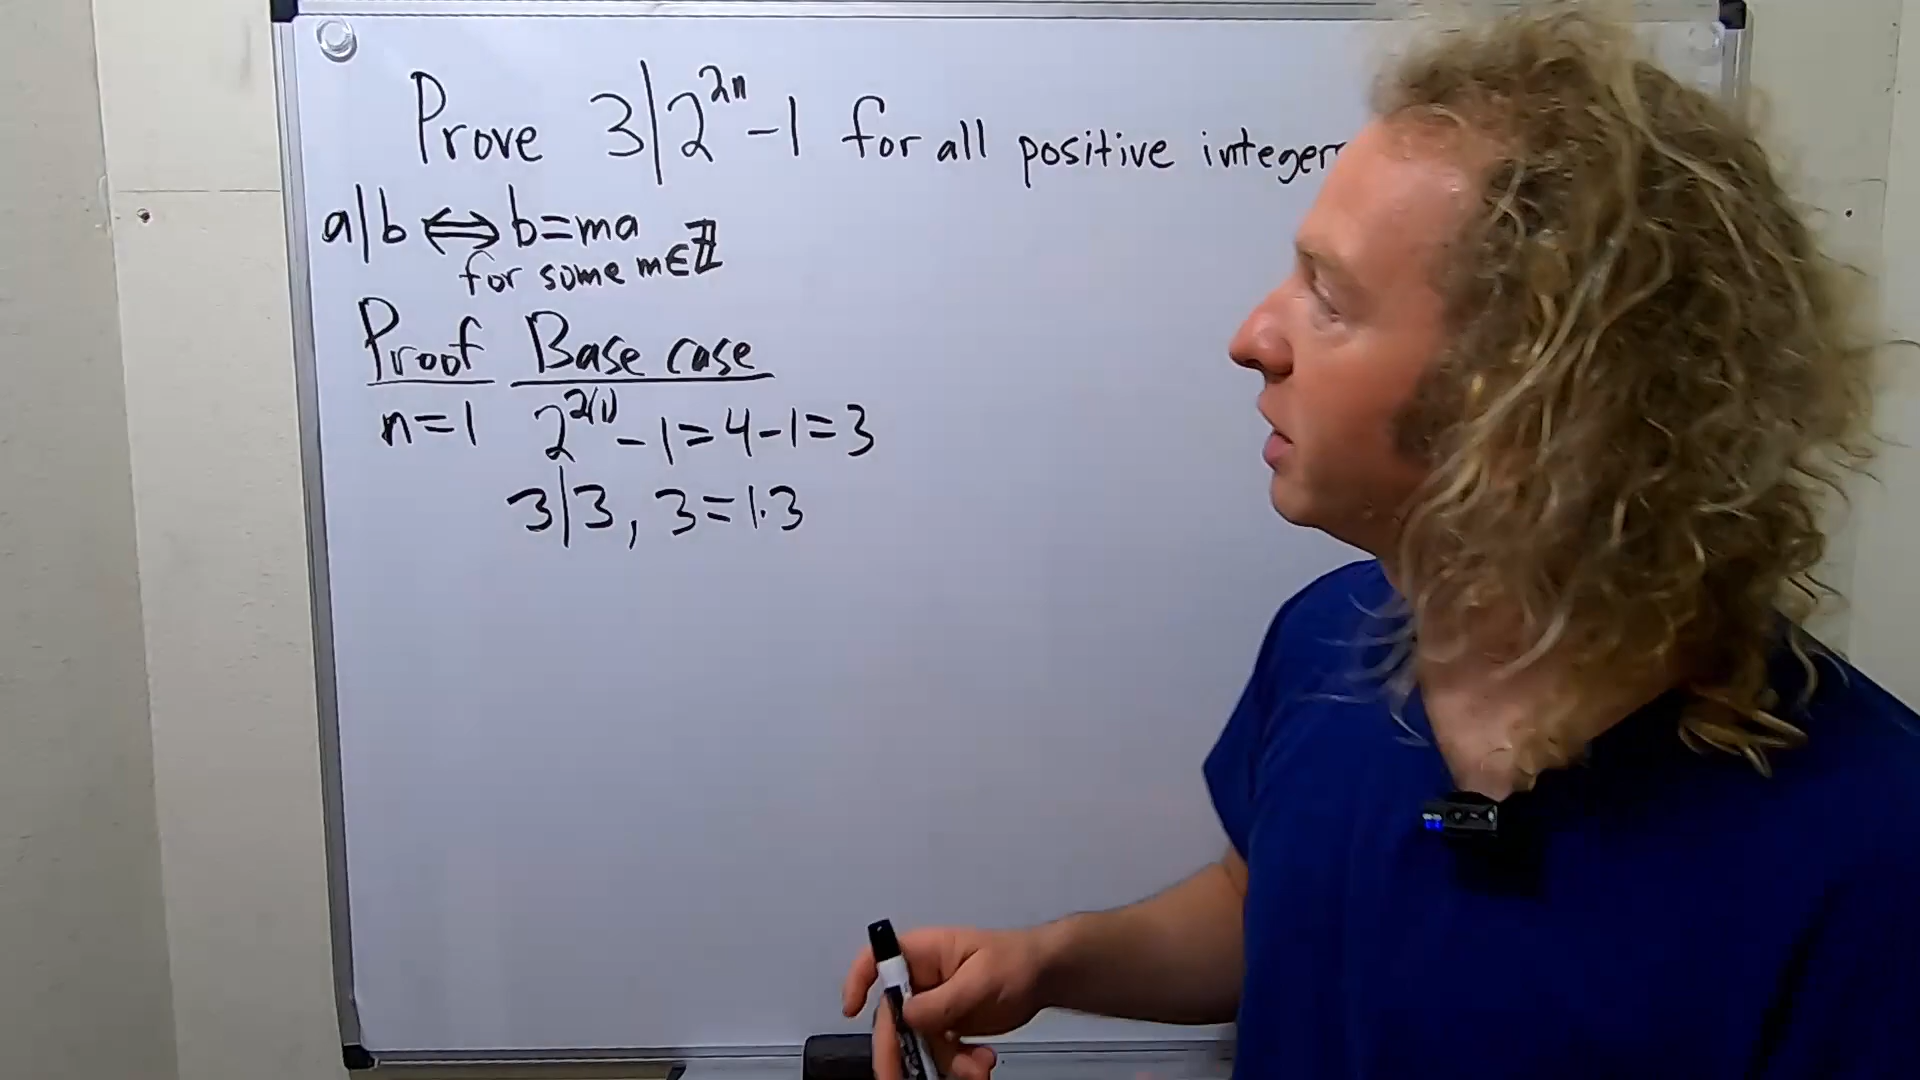 Prove 3|2^{2n}-1 for all positive integers
a|b ⟺ b=ma
for some m∈ℤ
Proof Base case
n=1 2^{2(1)}-1=4-1=3
3|3, 3=1·3